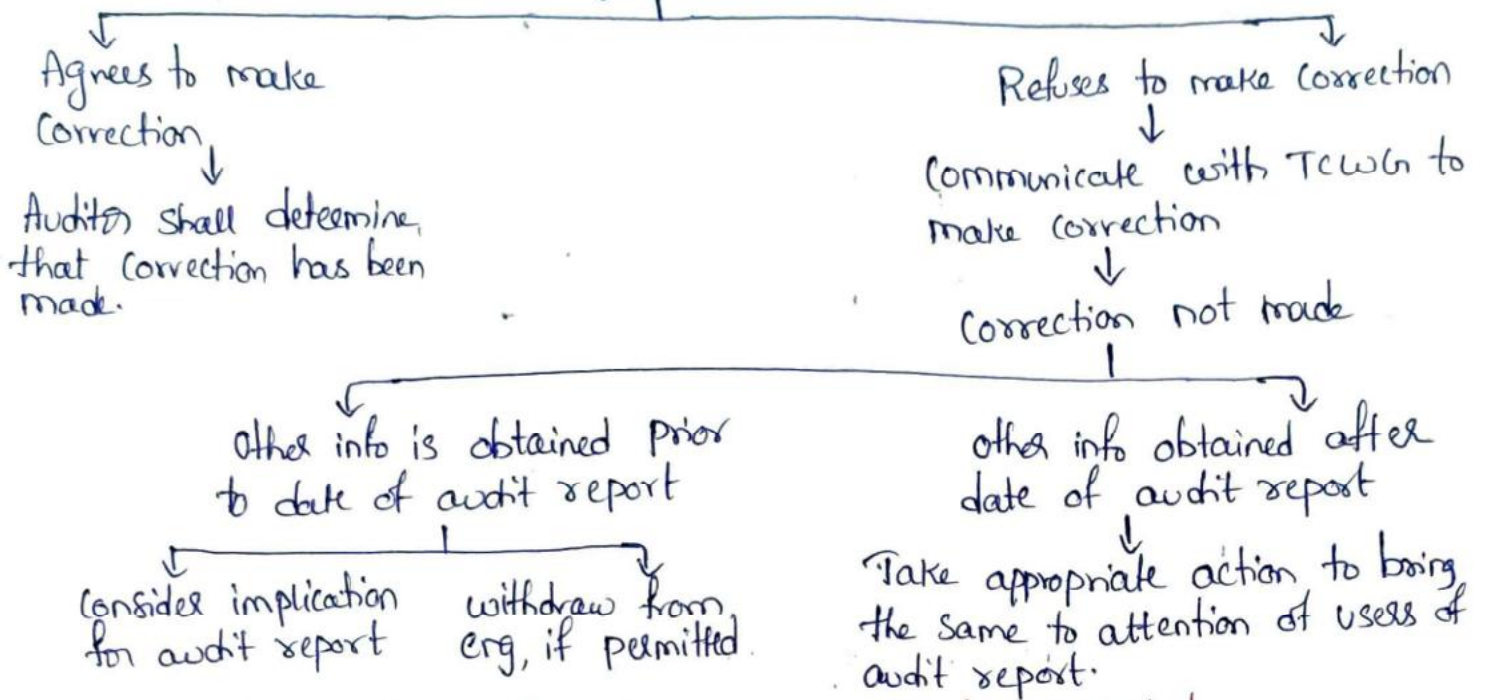 Agrees to make
Correction
Auditor shall determine,
that correction has been
made.
Refuses to make correction
Communicate with TCWG to
make correction
Correction not made
Other info is obtained prior
to date of audit report
Consider implication
for audit report
withdraw from
erg, if permitted.
other info obtained after
date of audit report
Take appropriate action to bring
the same to attention of users of
audit report.